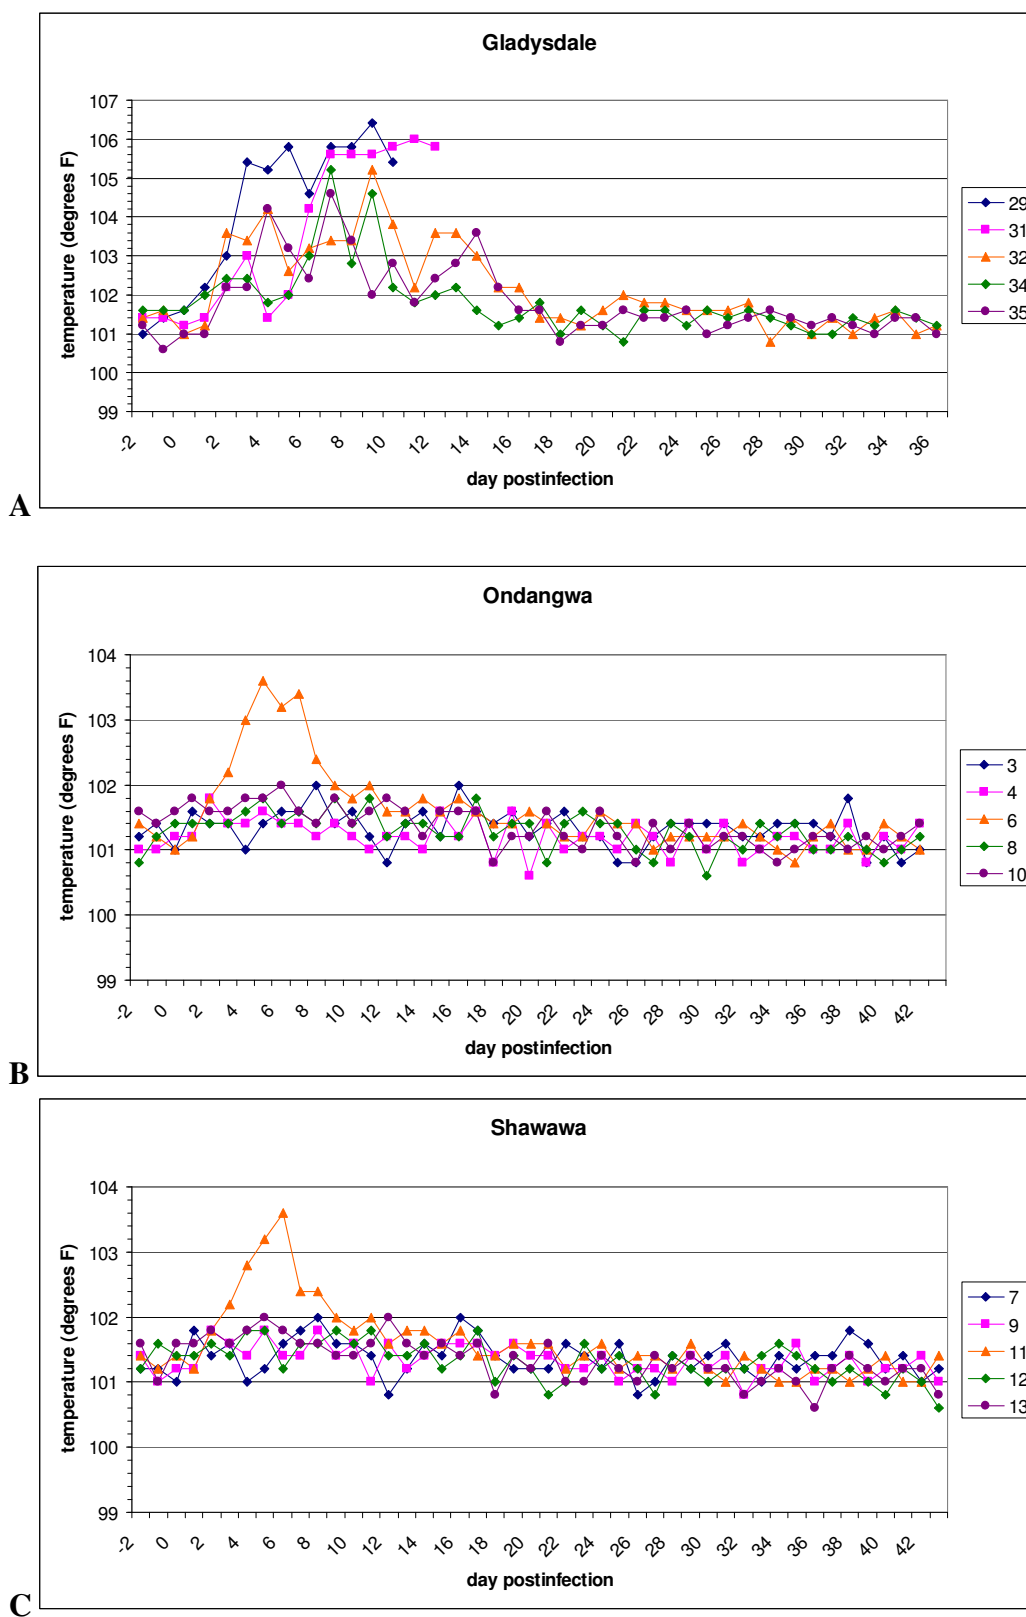 Gladysdale
107
106
105
104
103
102
101
100
99
temperature (degrees F)
-2 0 2 4 6 8 10 12 14 16 18 20 22 24 26 28 30 32 34 36
day postinfection
29
31
32
34
35
A
Ondangwa
104
103
102
101
100
99
temperature (degrees F)
-2 0 2 4 6 8 10 12 14 16 18 20 22 24 26 28 30 32 34 36 38 40 42
day postinfection
3
4
6
8
10
B
Shawawa
104
103
102
101
100
99
temperature (degrees F)
-2 0 2 4 6 8 10 12 14 16 18 20 22 24 26 28 30 32 34 36 38 40 42
day postinfection
7
9
11
12
13
C